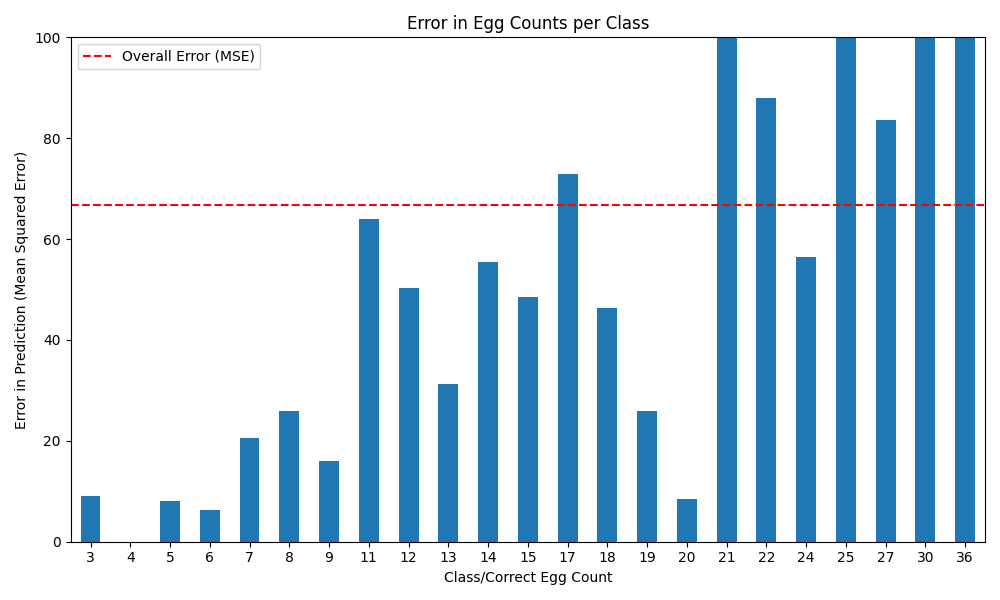 Error in Egg Counts per Class
Overall Error (MSE)
Error in Prediction (Mean Squared Error)
100
80
60
40
20
0
3 4 5 6 7 8 9 11 12 13 14 15 17 18 19 20 21 22 24 25 27 30 36
Class/Correct Egg Count